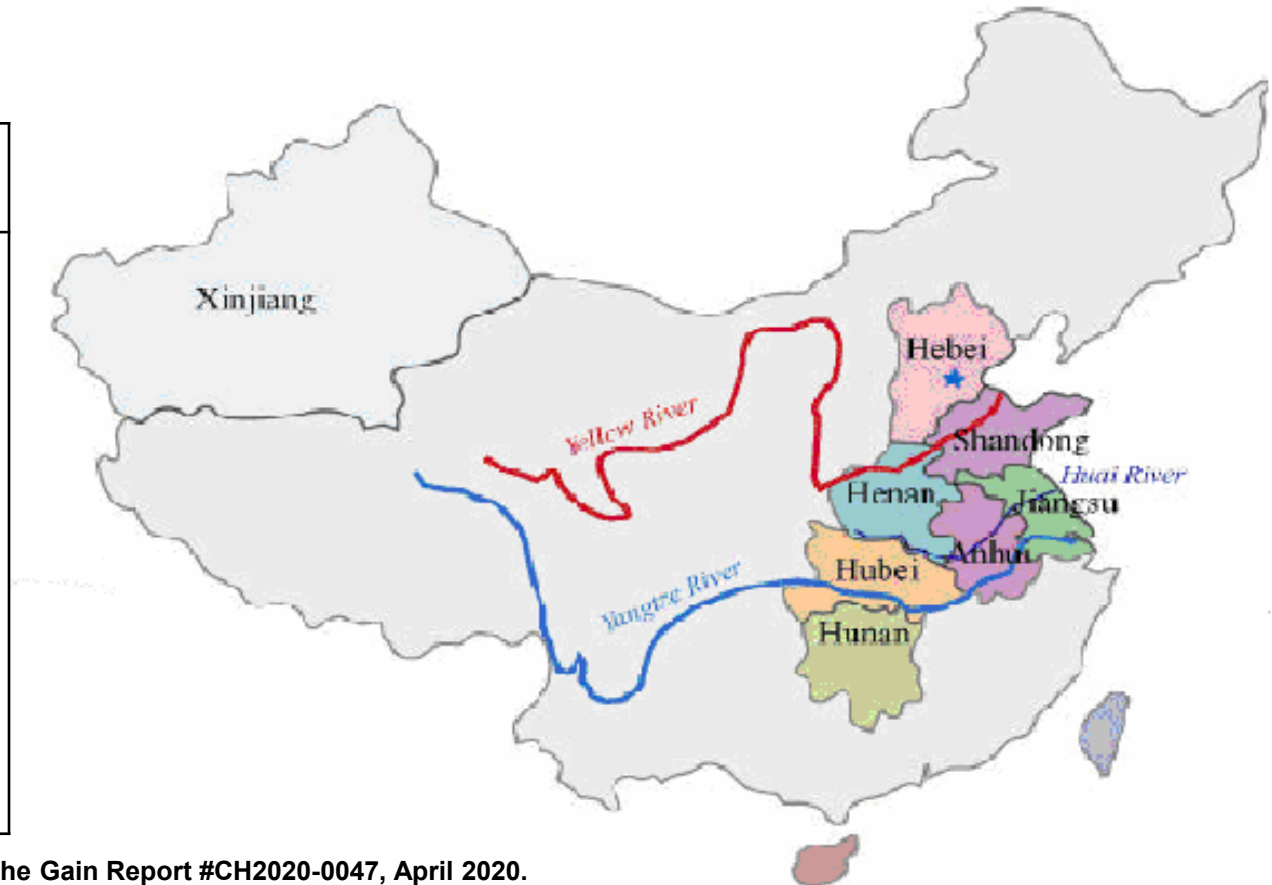 Xinjiang
Hebei
Yellow River
Shandong
Huai River
Henan
Jiangsu
Anhui
Hubei
Yangtze River
Hunan
he Gain Report #CH2020-0047, April 2020.